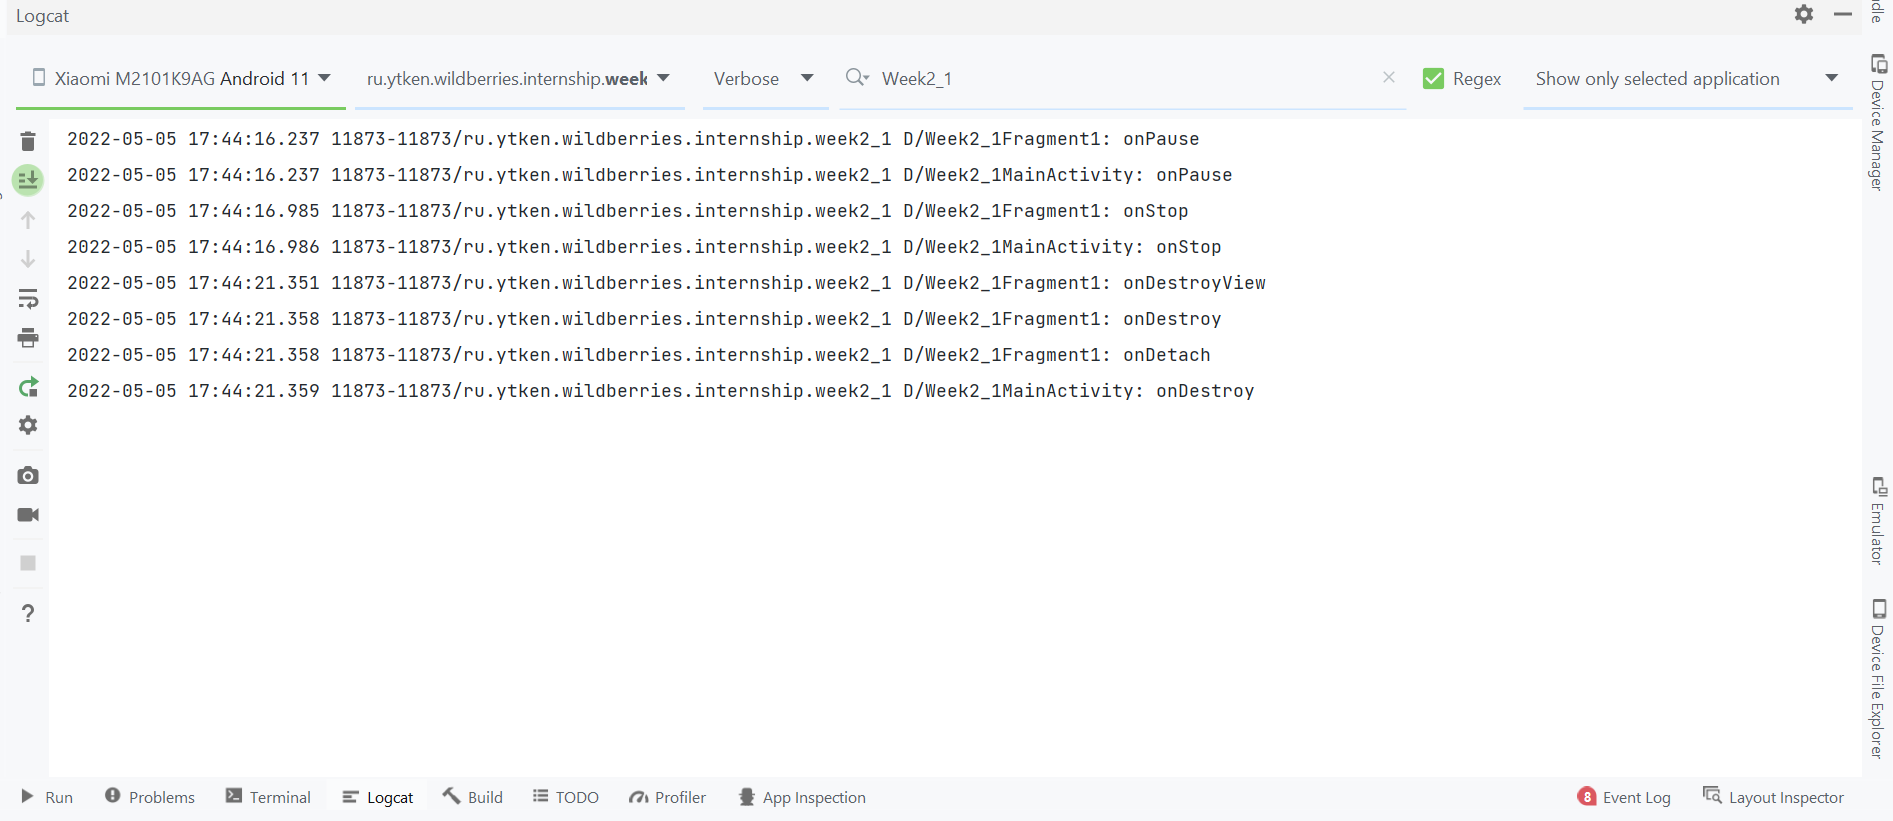 Logcat
Xiaomi M2101K9AG Android 11 ru.ytken.wildberries.internship.week Verbose Week2_1 Regex Show only selected application
2022-05-05 17:44:16.237 11873-11873/ru.ytken.wildberries.internship.week2_1 D/Week2_1Fragment1: onPause
2022-05-05 17:44:16.237 11873-11873/ru.ytken.wildberries.internship.week2_1 D/Week2_1MainActivity: onPause
2022-05-05 17:44:16.985 11873-11873/ru.ytken.wildberries.internship.week2_1 D/Week2_1Fragment1: onStop
2022-05-05 17:44:16.986 11873-11873/ru.ytken.wildberries.internship.week2_1 D/Week2_1MainActivity: onStop
2022-05-05 17:44:21.351 11873-11873/ru.ytken.wildberries.internship.week2_1 D/Week2_1Fragment1: onDestroyView
2022-05-05 17:44:21.358 11873-11873/ru.ytken.wildberries.internship.week2_1 D/Week2_1Fragment1: onDestroy
2022-05-05 17:44:21.358 11873-11873/ru.ytken.wildberries.internship.week2_1 D/Week2_1Fragment1: onDetach
2022-05-05 17:44:21.359 11873-11873/ru.ytken.wildberries.internship.week2_1 D/Week2_1MainActivity: onDestroy
Device Manager
Emulator
Device File Explorer
Run Problems Terminal Logcat Build TODO Profiler App Inspection 8 Event Log Layout Inspector